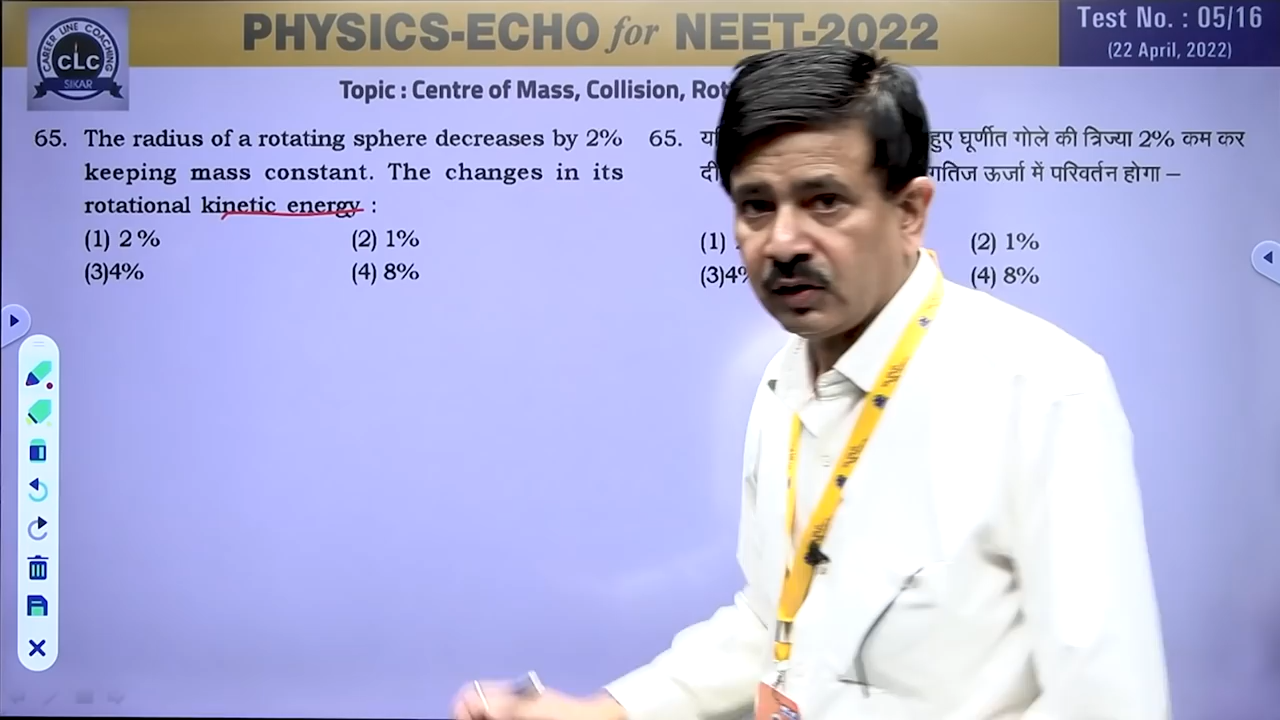 PHYSICS-ECHO for NEET-2022
Test No. : 05/16
(22 April, 2022)
CAREER LINE COACHING
CLC
SIKAR
Topic : Centre of Mass, Collision,
65. The radius of a rotating sphere decreases by 2%
keeping mass constant. The changes in its
rotational kinetic energy :
(1) 2%
(2) 1%
(3)4%
(4) 8%
65.
हुए घूर्णीत गोले की त्रिज्या 2% कम कर
ऊर्जा में परिवर्तन होगा –
(1)
(2) 1%
(3)4%
(4) 8%